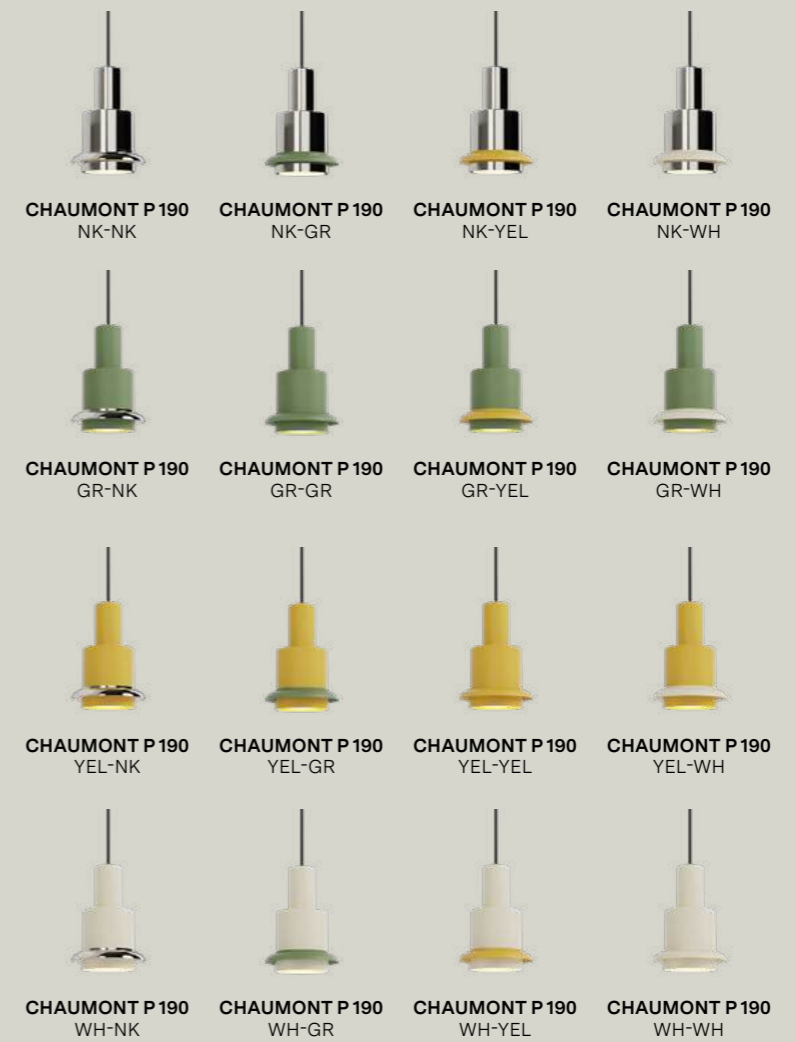 CHAUMONT P 190 CHAUMONT P 190 CHAUMONT P 190 CHAUMONT P 190
NK-NK NK-GR NK-YEL NK-WH
CHAUMONT P 190 CHAUMONT P 190 CHAUMONT P 190 CHAUMONT P 190
GR-NK GR-GR GR-YEL GR-WH
CHAUMONT P 190 CHAUMONT P 190 CHAUMONT P 190 CHAUMONT P 190
YEL-NK YEL-GR YEL-YEL YEL-WH
CHAUMONT P 190 CHAUMONT P 190 CHAUMONT P 190 CHAUMONT P 190
WH-NK WH-GR WH-YEL WH-WH